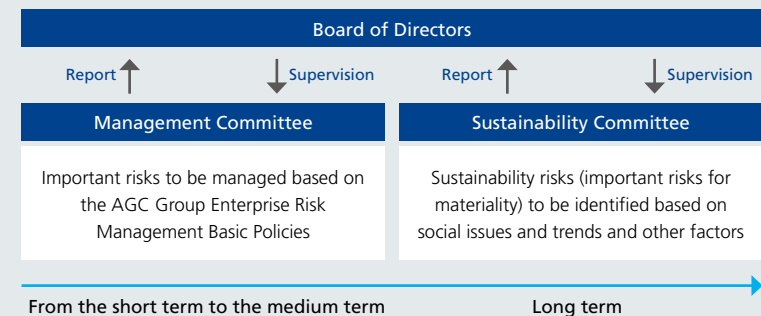 Board of Directors
Report
Supervision
Report
Supervision
Management Committee
Sustainability Committee
Important risks to be managed based on
the AGC Group Enterprise Risk
Management Basic Policies
Sustainability risks (important risks for
materiality) to be identified based on
social issues and trends and other factors
From the short term to the medium term
Long term